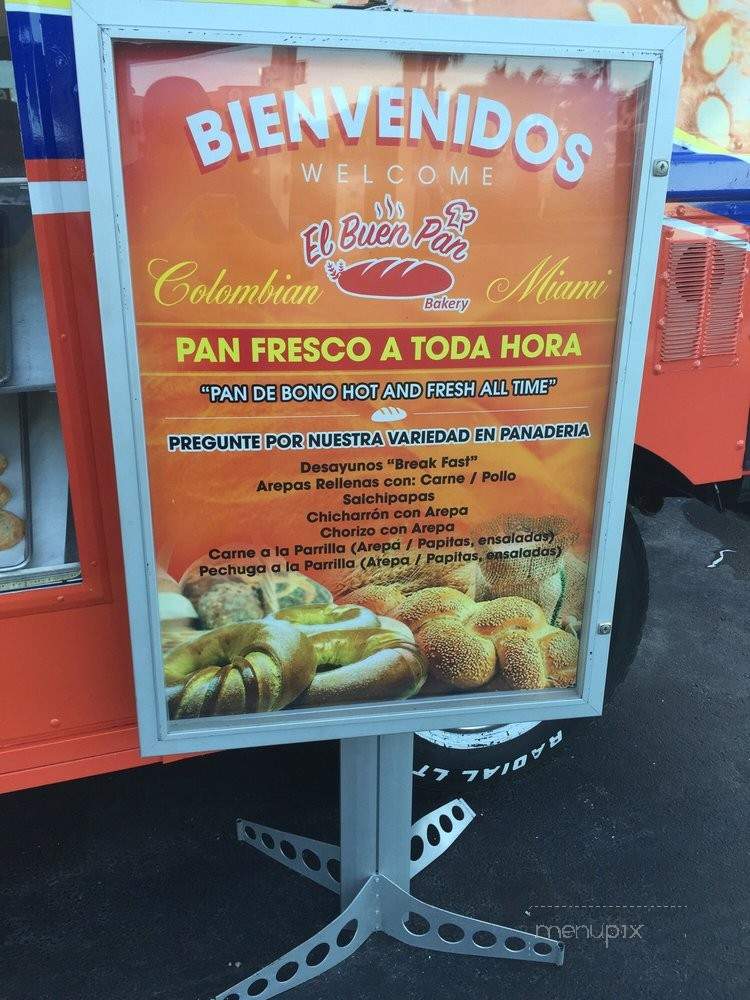 BIENVENIDOS
WELCOME
El Buen Pan
Colombian
Miami
Bakery
PAN FRESCO A TODA HORA
"PAN DE BONO HOT AND FRESH ALL TIME"
PREGUNTE POR NUESTRA VARIEDAD EN PANADERIA
Desayunos "Break Fast"
Arepas Rellenas con: Carne / Pollo
Salchipapas
Chicharrón con Arepa
Chorizo con Arepa
Carne a la Parrilla (Arepa / Papitas, ensaladas)
Pechuga a la Parrilla (Arepa / Papitas, ensaladas)
RADIAL LT
menupix